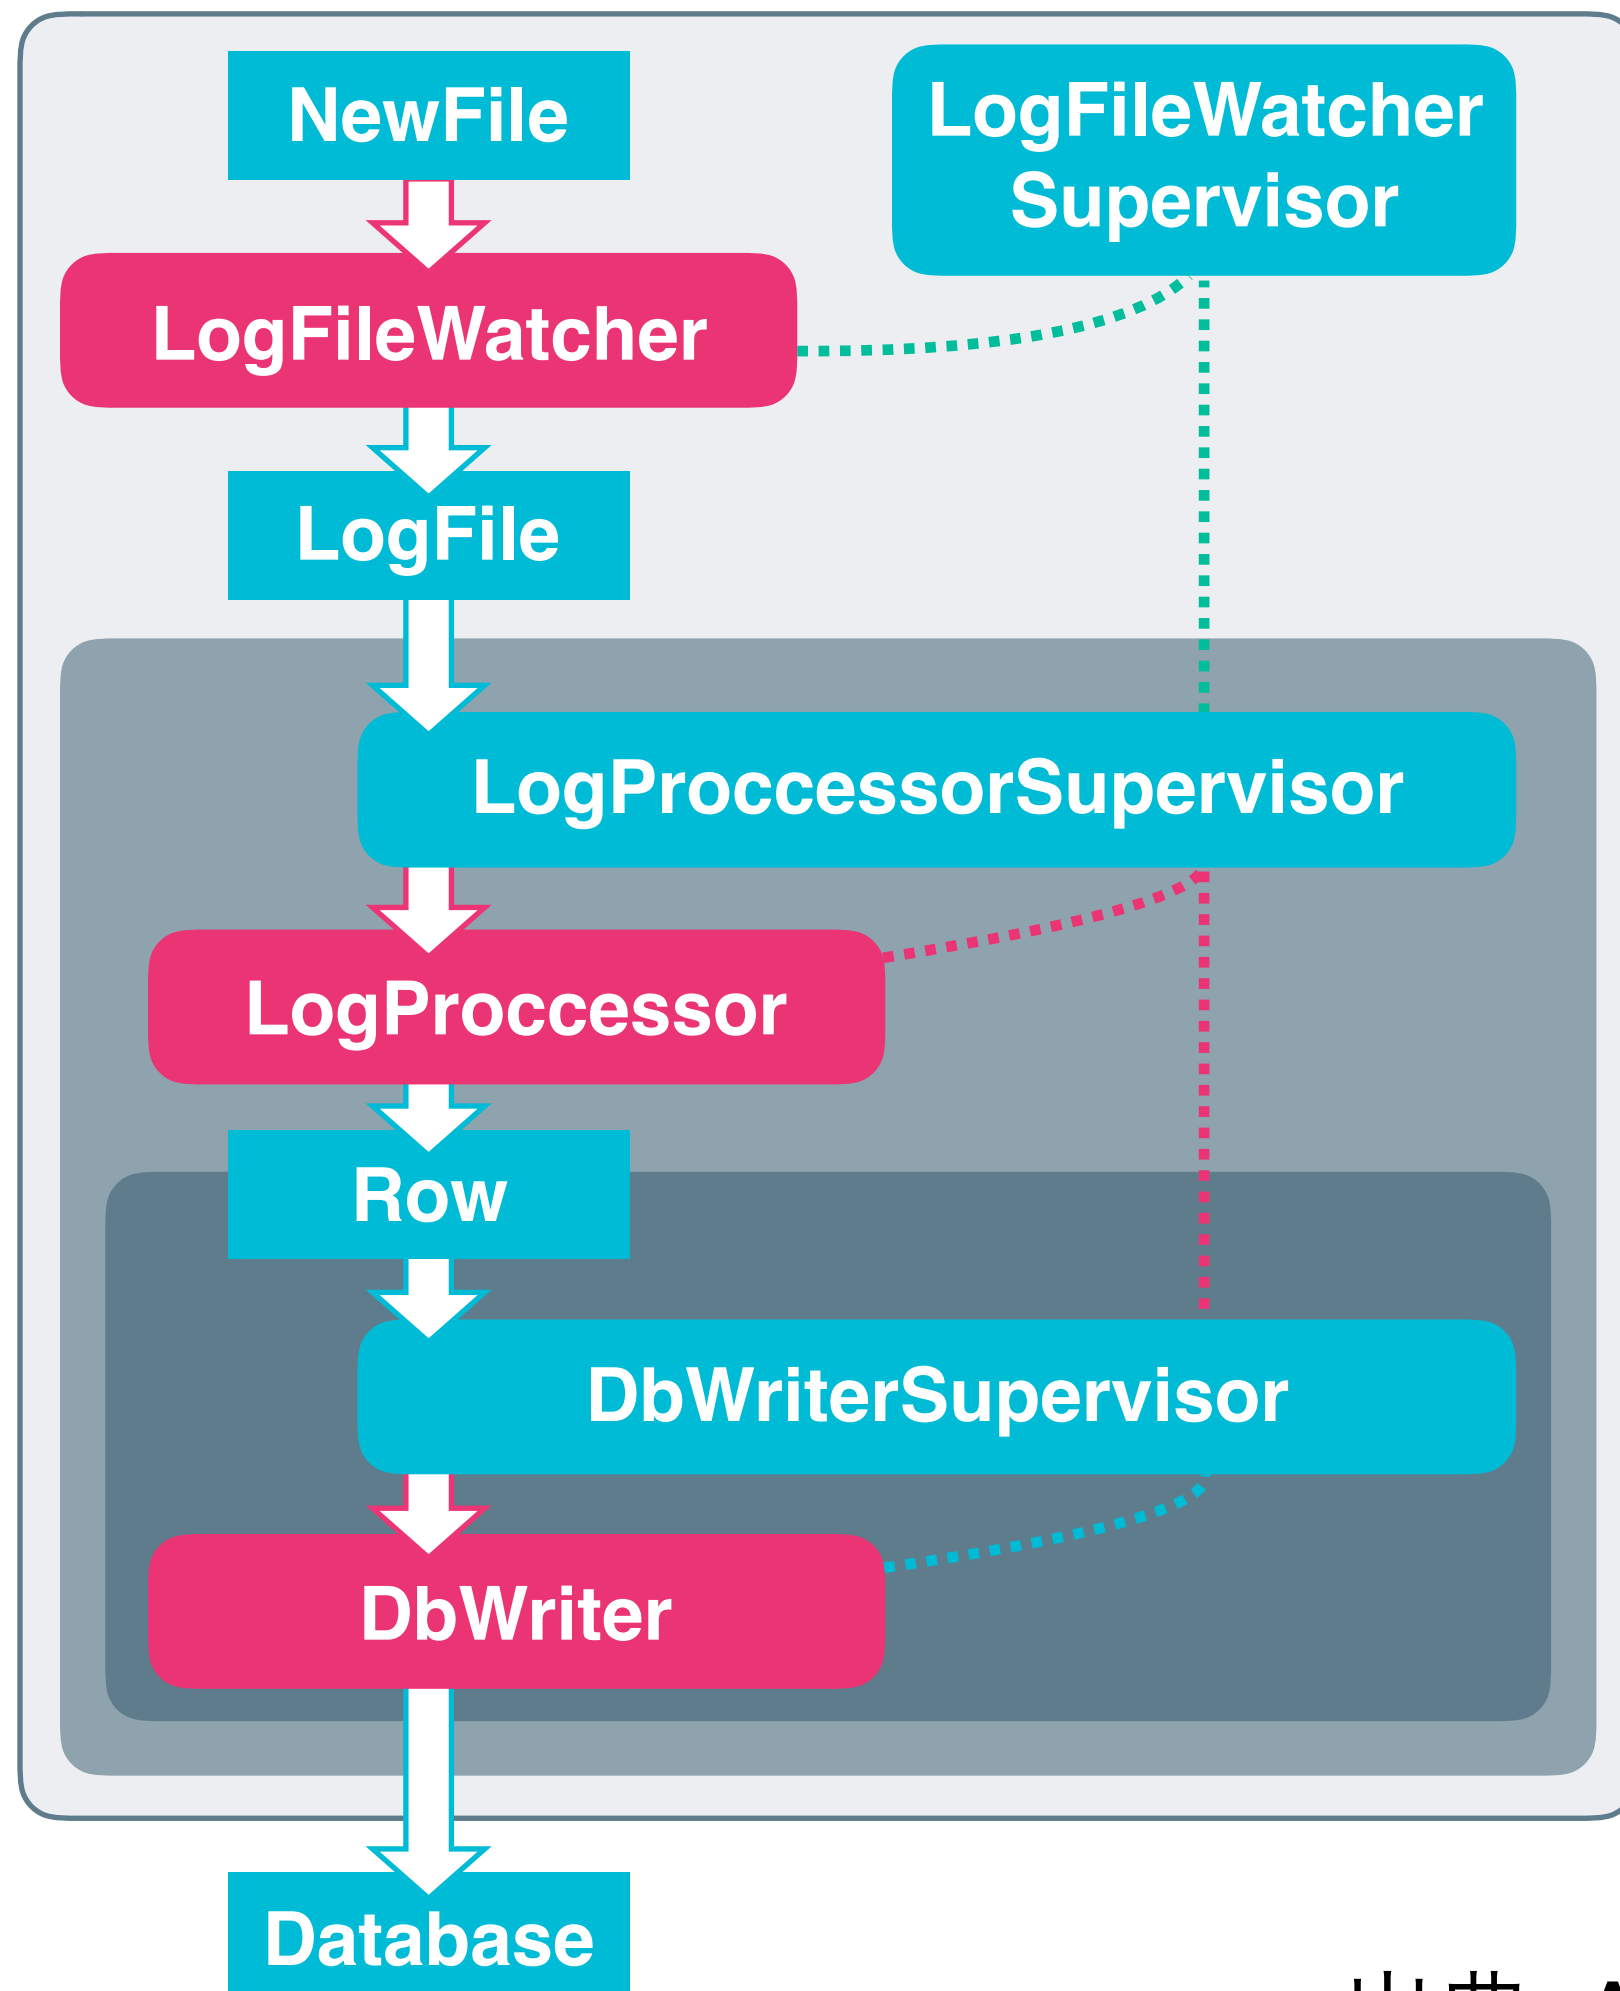 NewFile
LogFileWatcher
Supervisor
LogFileWatcher
LogFile
LogProccessorSupervisor
LogProccessor
Row
DbWriterSupervisor
DbWriter
Database